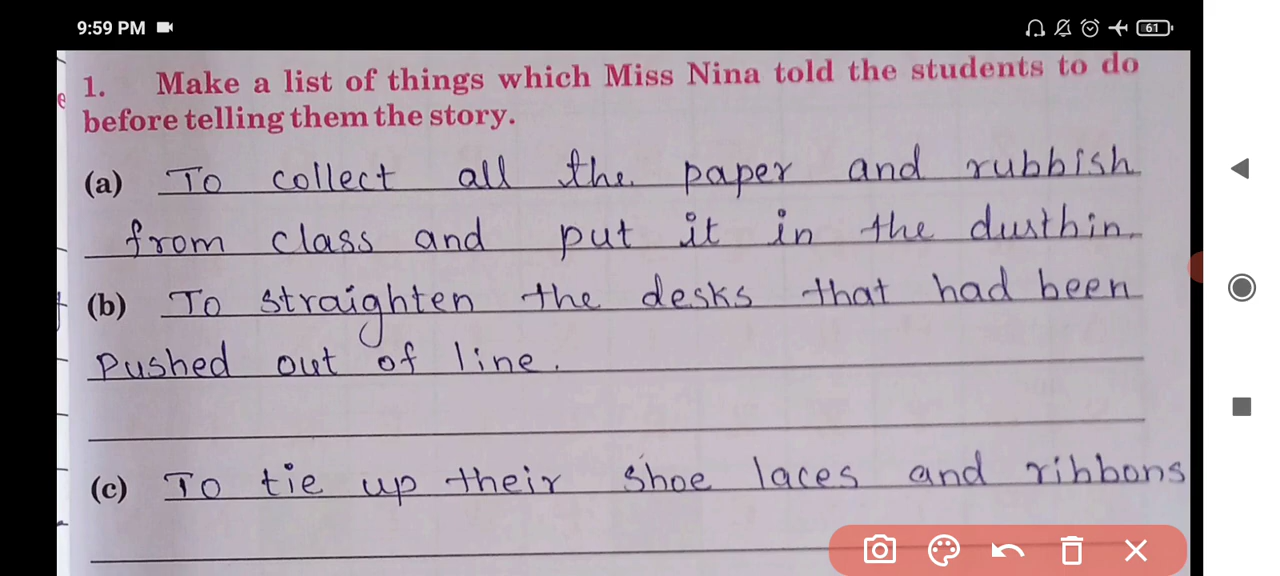 9:59 PM
61
1. Make a list of things which Miss Nina told the students to do
before telling them the story.
(a) To collect all the paper and rubbish
from class and put it in the dustbin.
(b) To straighten the desks that had been
Pushed out of line.
(c) To tie up their shoe laces and ribbons